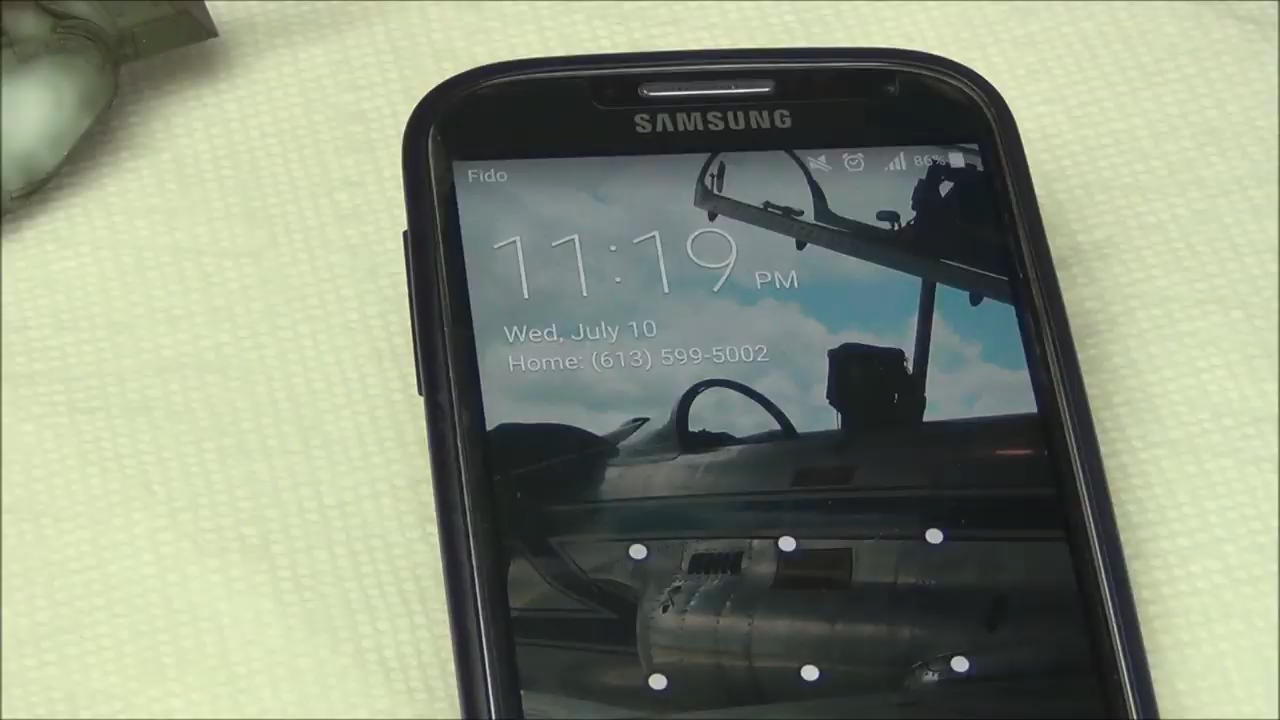 SAMSUNG
Fido
86%
11:19 PM
Wed, July 10
Home: (613) 599-5002